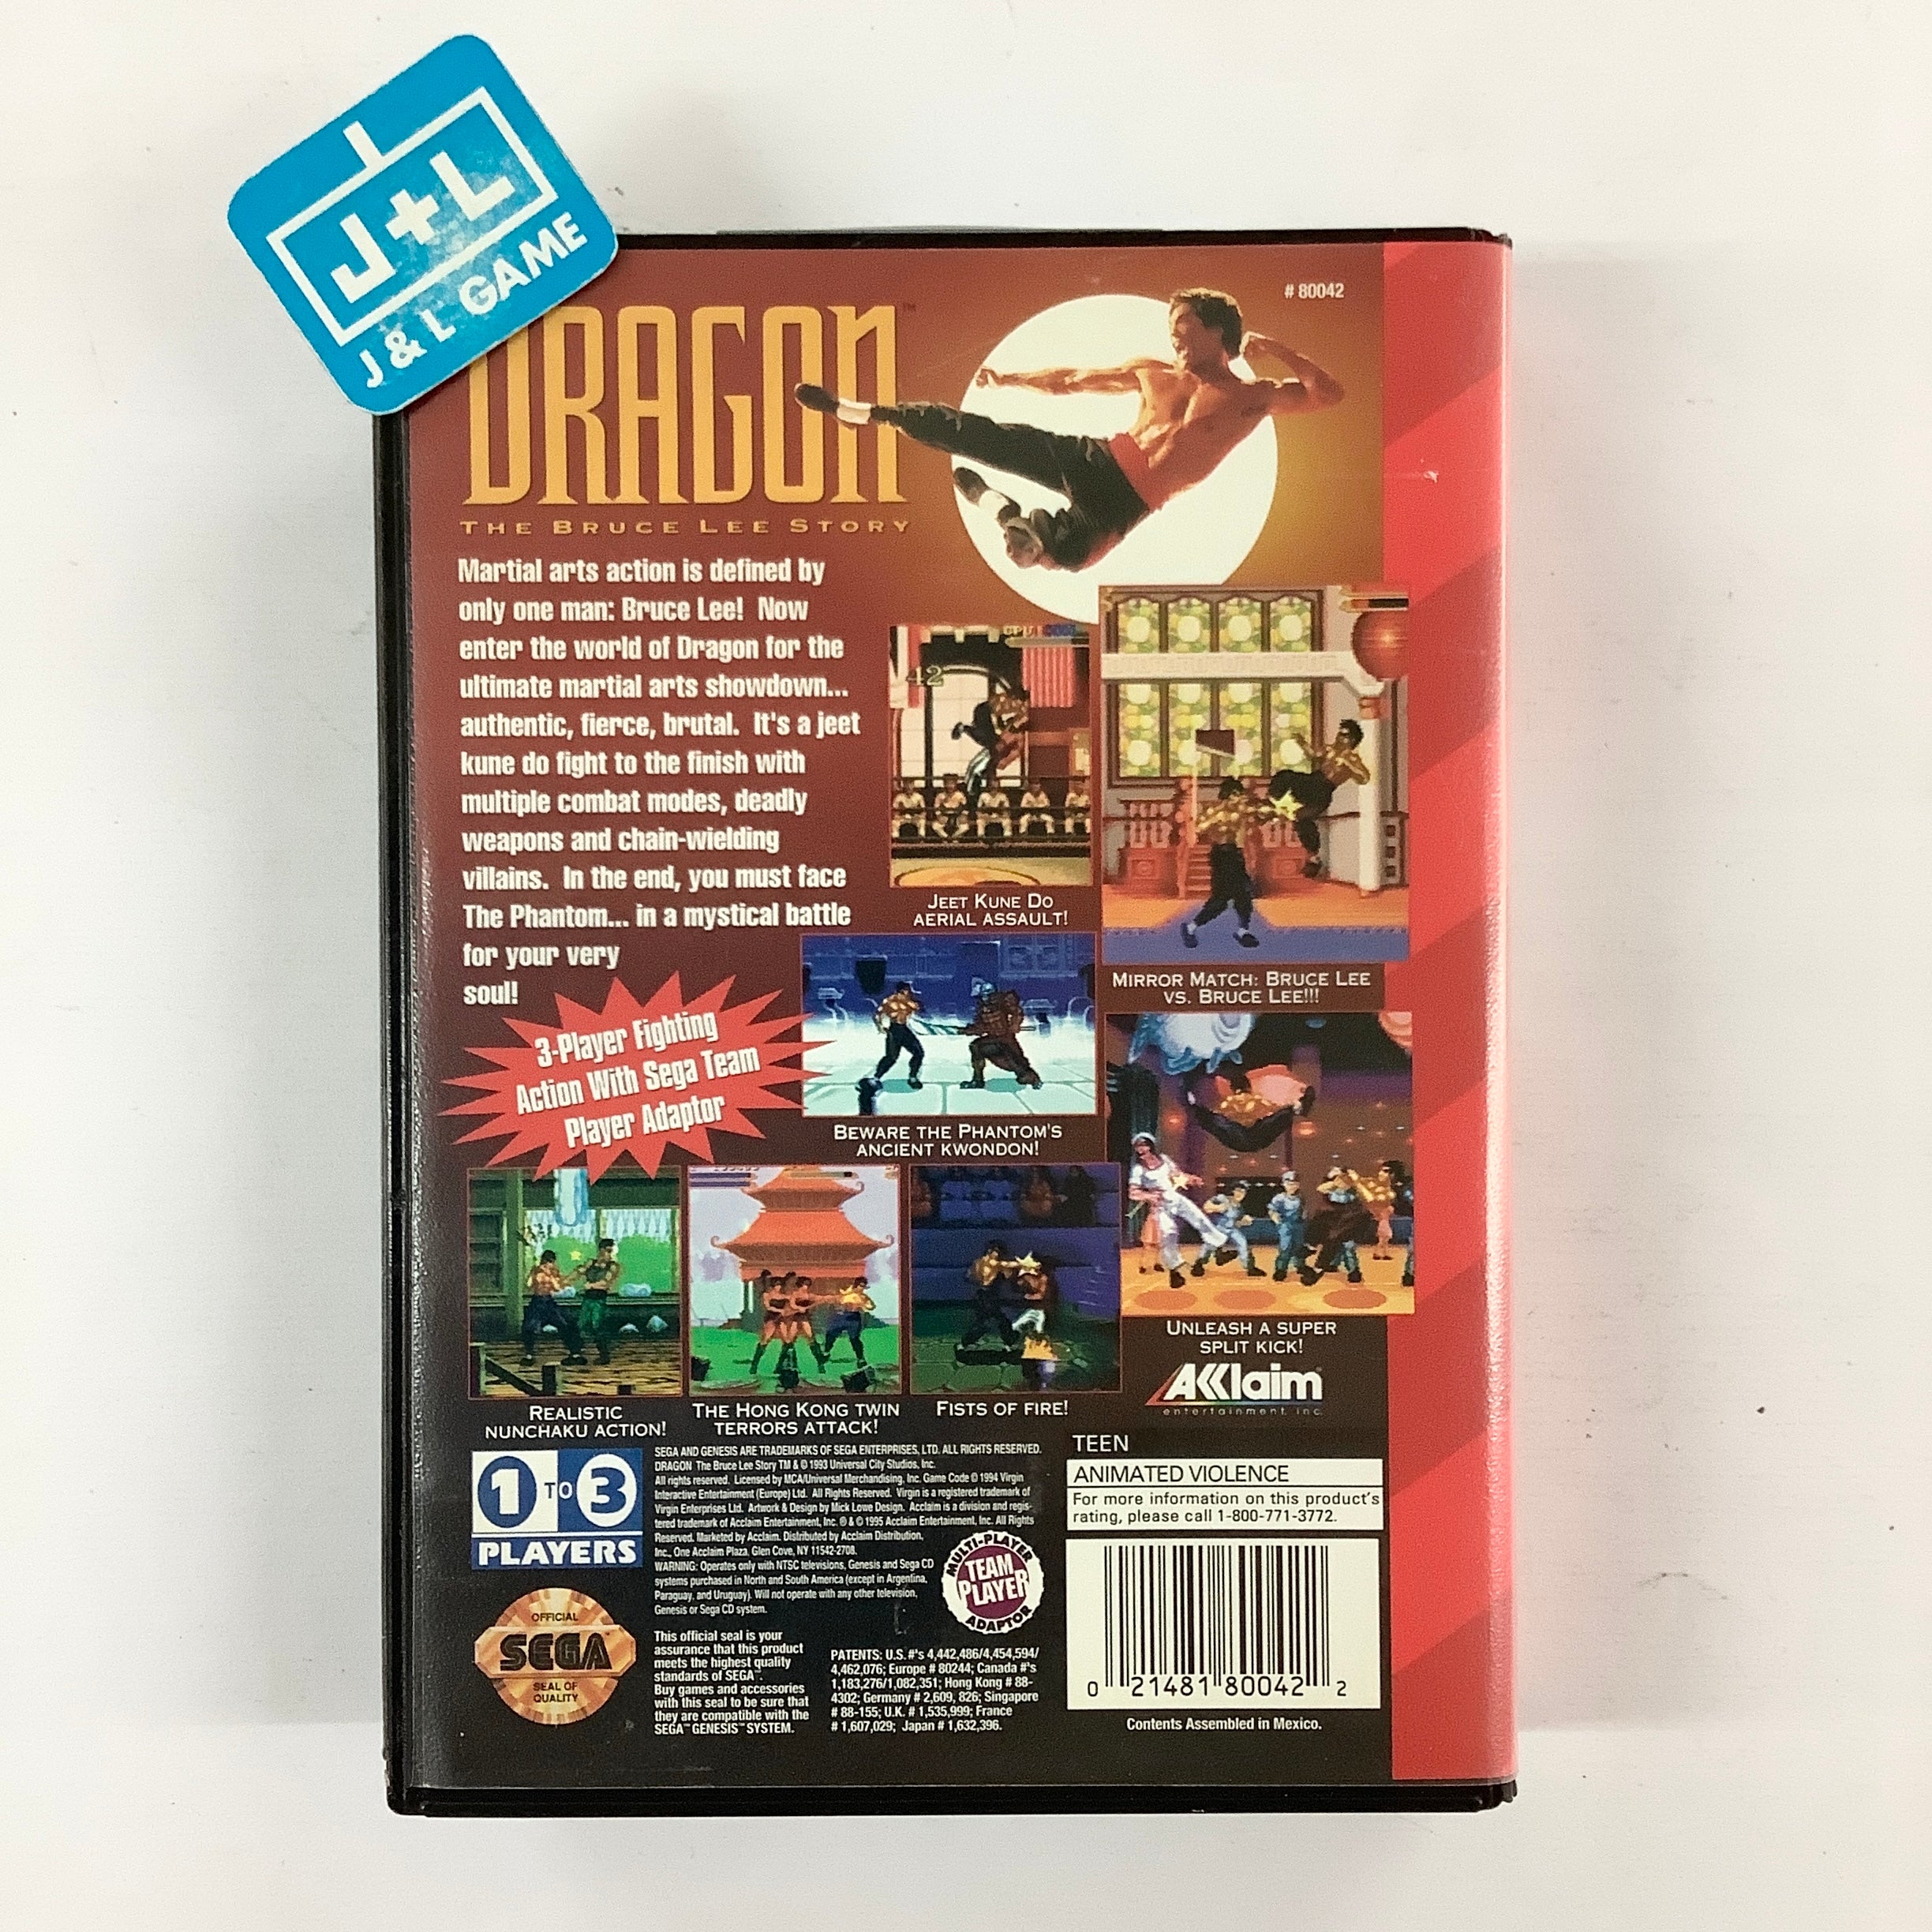 J+L
J & L GAME
# 80042
DRAGON™
THE BRUCE LEE STORY
Martial arts action is defined by
only one man: Bruce Lee! Now
enter the world of Dragon for the
ultimate martial arts showdown...
authentic, fierce, brutal. It's a jeet
kune do fight to the finish with
multiple combat modes, deadly
weapons and chain-wielding
villains. In the end, you must face
The Phantom... in a mystical battle
for your very
soul!
42
JEET KUNE DO
AERIAL ASSAULT!
MIRROR MATCH: BRUCE LEE
VS. BRUCE LEE!!!
3-Player Fighting
Action With Sega Team
Player Adaptor
BEWARE THE PHANTOM'S
ANCIENT KWONDON!
UNLEASH A SUPER
SPLIT KICK!
REALISTIC
NUNCHAKU ACTION!
THE HONG KONG TWIN
TERRORS ATTACK!
FISTS OF FIRE!
AKKlaim
entertainment, inc.
1 TO 3
PLAYERS
SEGA AND GENESIS ARE TRADEMARKS OF SEGA ENTERPRISES, LTD. ALL RIGHTS RESERVED.
DRAGON The Bruce Lee Story TM & © 1993 Universal City Studios, Inc.
All rights reserved. Licensed by MCA/Universal Merchandising, Inc. Game Code © 1994 Virgin
Interactive Entertainment (Europe) Ltd. All Rights Reserved. Virgin is a registered trademark of
Virgin Enterprises Ltd. Artwork & Design by Mick Lowe Design. Acclaim is a division and regis-
tered trademark of Acclaim Entertainment, Inc. ® & © 1995 Acclaim Entertainment, Inc. All Rights
Reserved. Marketed by Acclaim. Distributed by Acclaim Distribution,
Inc., One Acclaim Plaza, Glen Cove, NY 11542-2708.
WARNING: Operates only with NTSC televisions, Genesis and Sega CD
systems purchased in North and South America (except in Argentina,
Paraguay, and Uruguay). Will not operate with any other television,
Genesis or Sega CD system.
MULTI-PLAYER
TEAM
PLAYER
ADAPTOR
TEEN
ANIMATED VIOLENCE
For more information on this product's
rating, please call 1-800-771-3772.
OFFICIAL
SEGA™
SEAL OF
QUALITY
This official seal is your
assurance that this product
meets the highest quality
standards of SEGA™.
Buy games and accessories
with this seal to be sure that
they are compatible with the
SEGA™ GENESIS™ SYSTEM.
PATENTS: U.S. #'s 4,442,486/4,454,594/
4,462,076; Europe # 80244; Canada #'s
1,183,276/1,082,351; Hong Kong # 88-
4302; Germany # 2,609, 826; Singapore
# 88-155; U.K. # 1,535,999; France
# 1,607,029; Japan # 1,632,396.
0 21481 80042 2
Contents Assembled in Mexico.